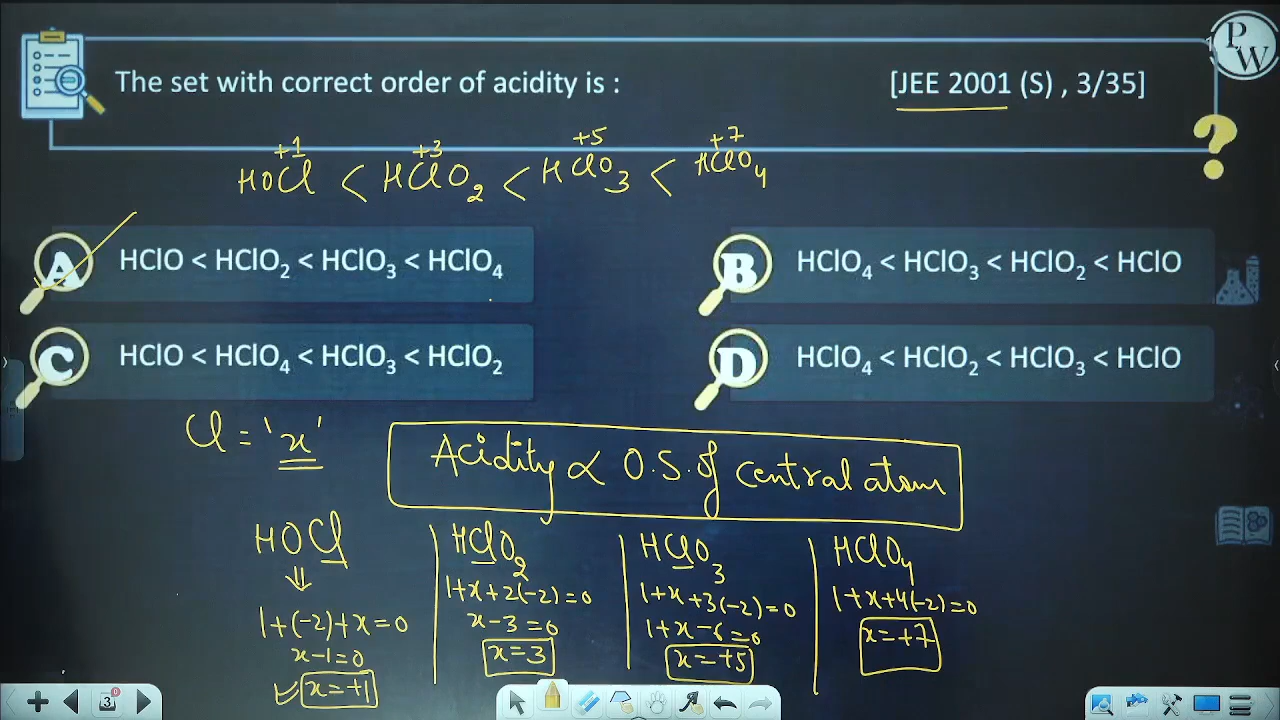 PW
The set with correct order of acidity is : [JEE 2001 (S) , 3/35]
+1 +3 +5 +7
HOCl < HClO₂ < HClO₃ < HClO₄
A HClO < HClO₂ < HClO₃ < HClO₄
B HClO₄ < HClO₃ < HClO₂ < HClO
C HClO < HClO₄ < HClO₃ < HClO₂
D HClO₄ < HClO₂ < HClO₃ < HClO
Cl = 'x'
Acidity ∝ O.S. of central atom
HOCl
⇓
1+(-2)+x=0
x-1=0
x=+1
HClO₂
1+x+2(-2)=0
x-3=0
x=3
HClO₃
1+x+3(-2)=0
1+x-6=0
x=+5
HClO₄
1+x+4(-2)=0
x=+7
3
0